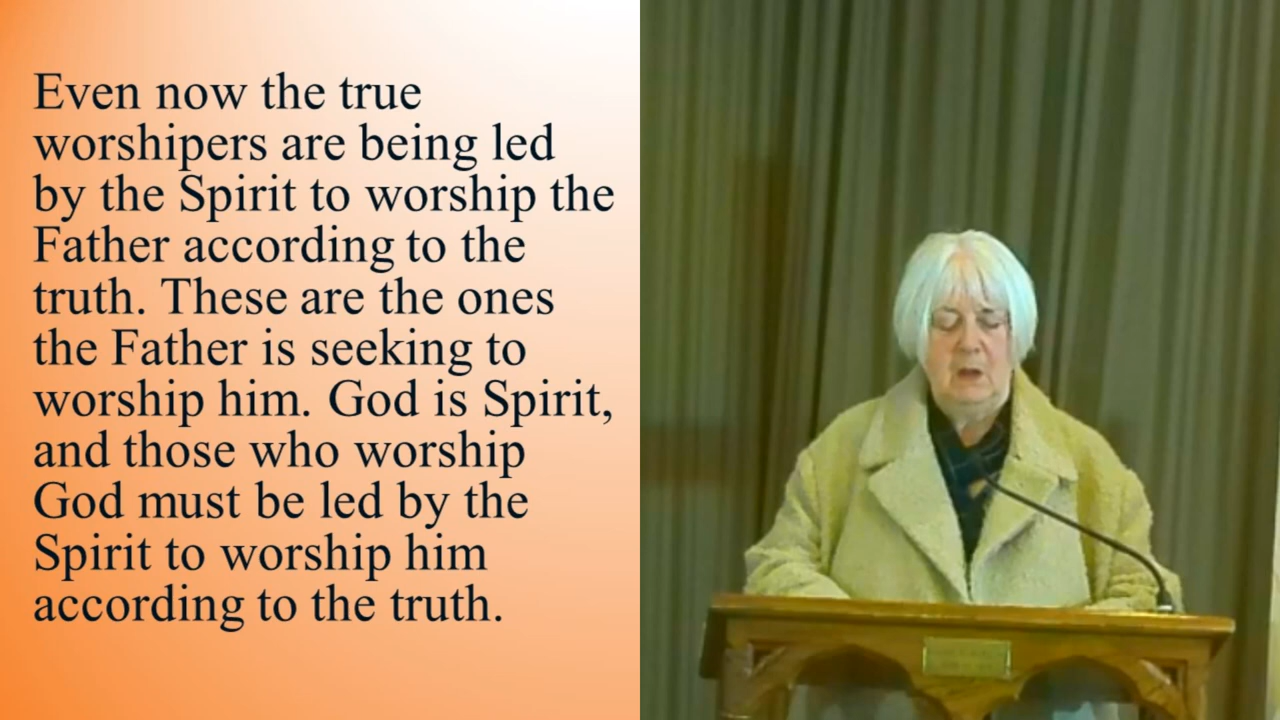 Even now the true
worshipers are being led
by the Spirit to worship the
Father according to the
truth. These are the ones
the Father is seeking to
worship him. God is Spirit,
and those who worship
God must be led by the
Spirit to worship him
according to the truth.